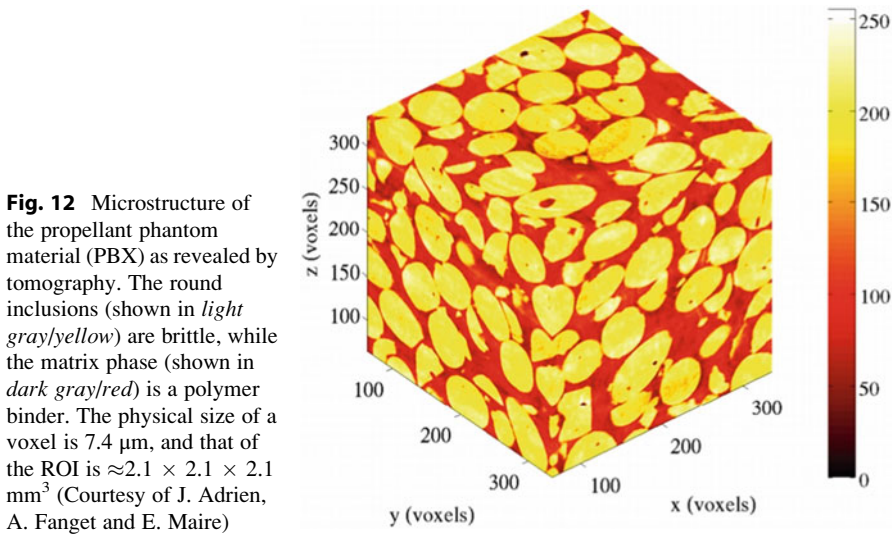 Fig. 12 Microstructure of
the propellant phantom
material (PBX) as revealed by
tomography. The round
inclusions (shown in light
gray/yellow) are brittle, while
the matrix phase (shown in
dark gray/red) is a polymer
binder. The physical size of a
voxel is 7.4 μm, and that of
the ROI is ≈2.1 × 2.1 × 2.1
mm³ (Courtesy of J. Adrien,
A. Fanget and E. Maire)
z (voxels)
300
250
200
150
100
100
200
300
y (voxels)
100
200
300
x (voxels)
250
200
150
100
50
0